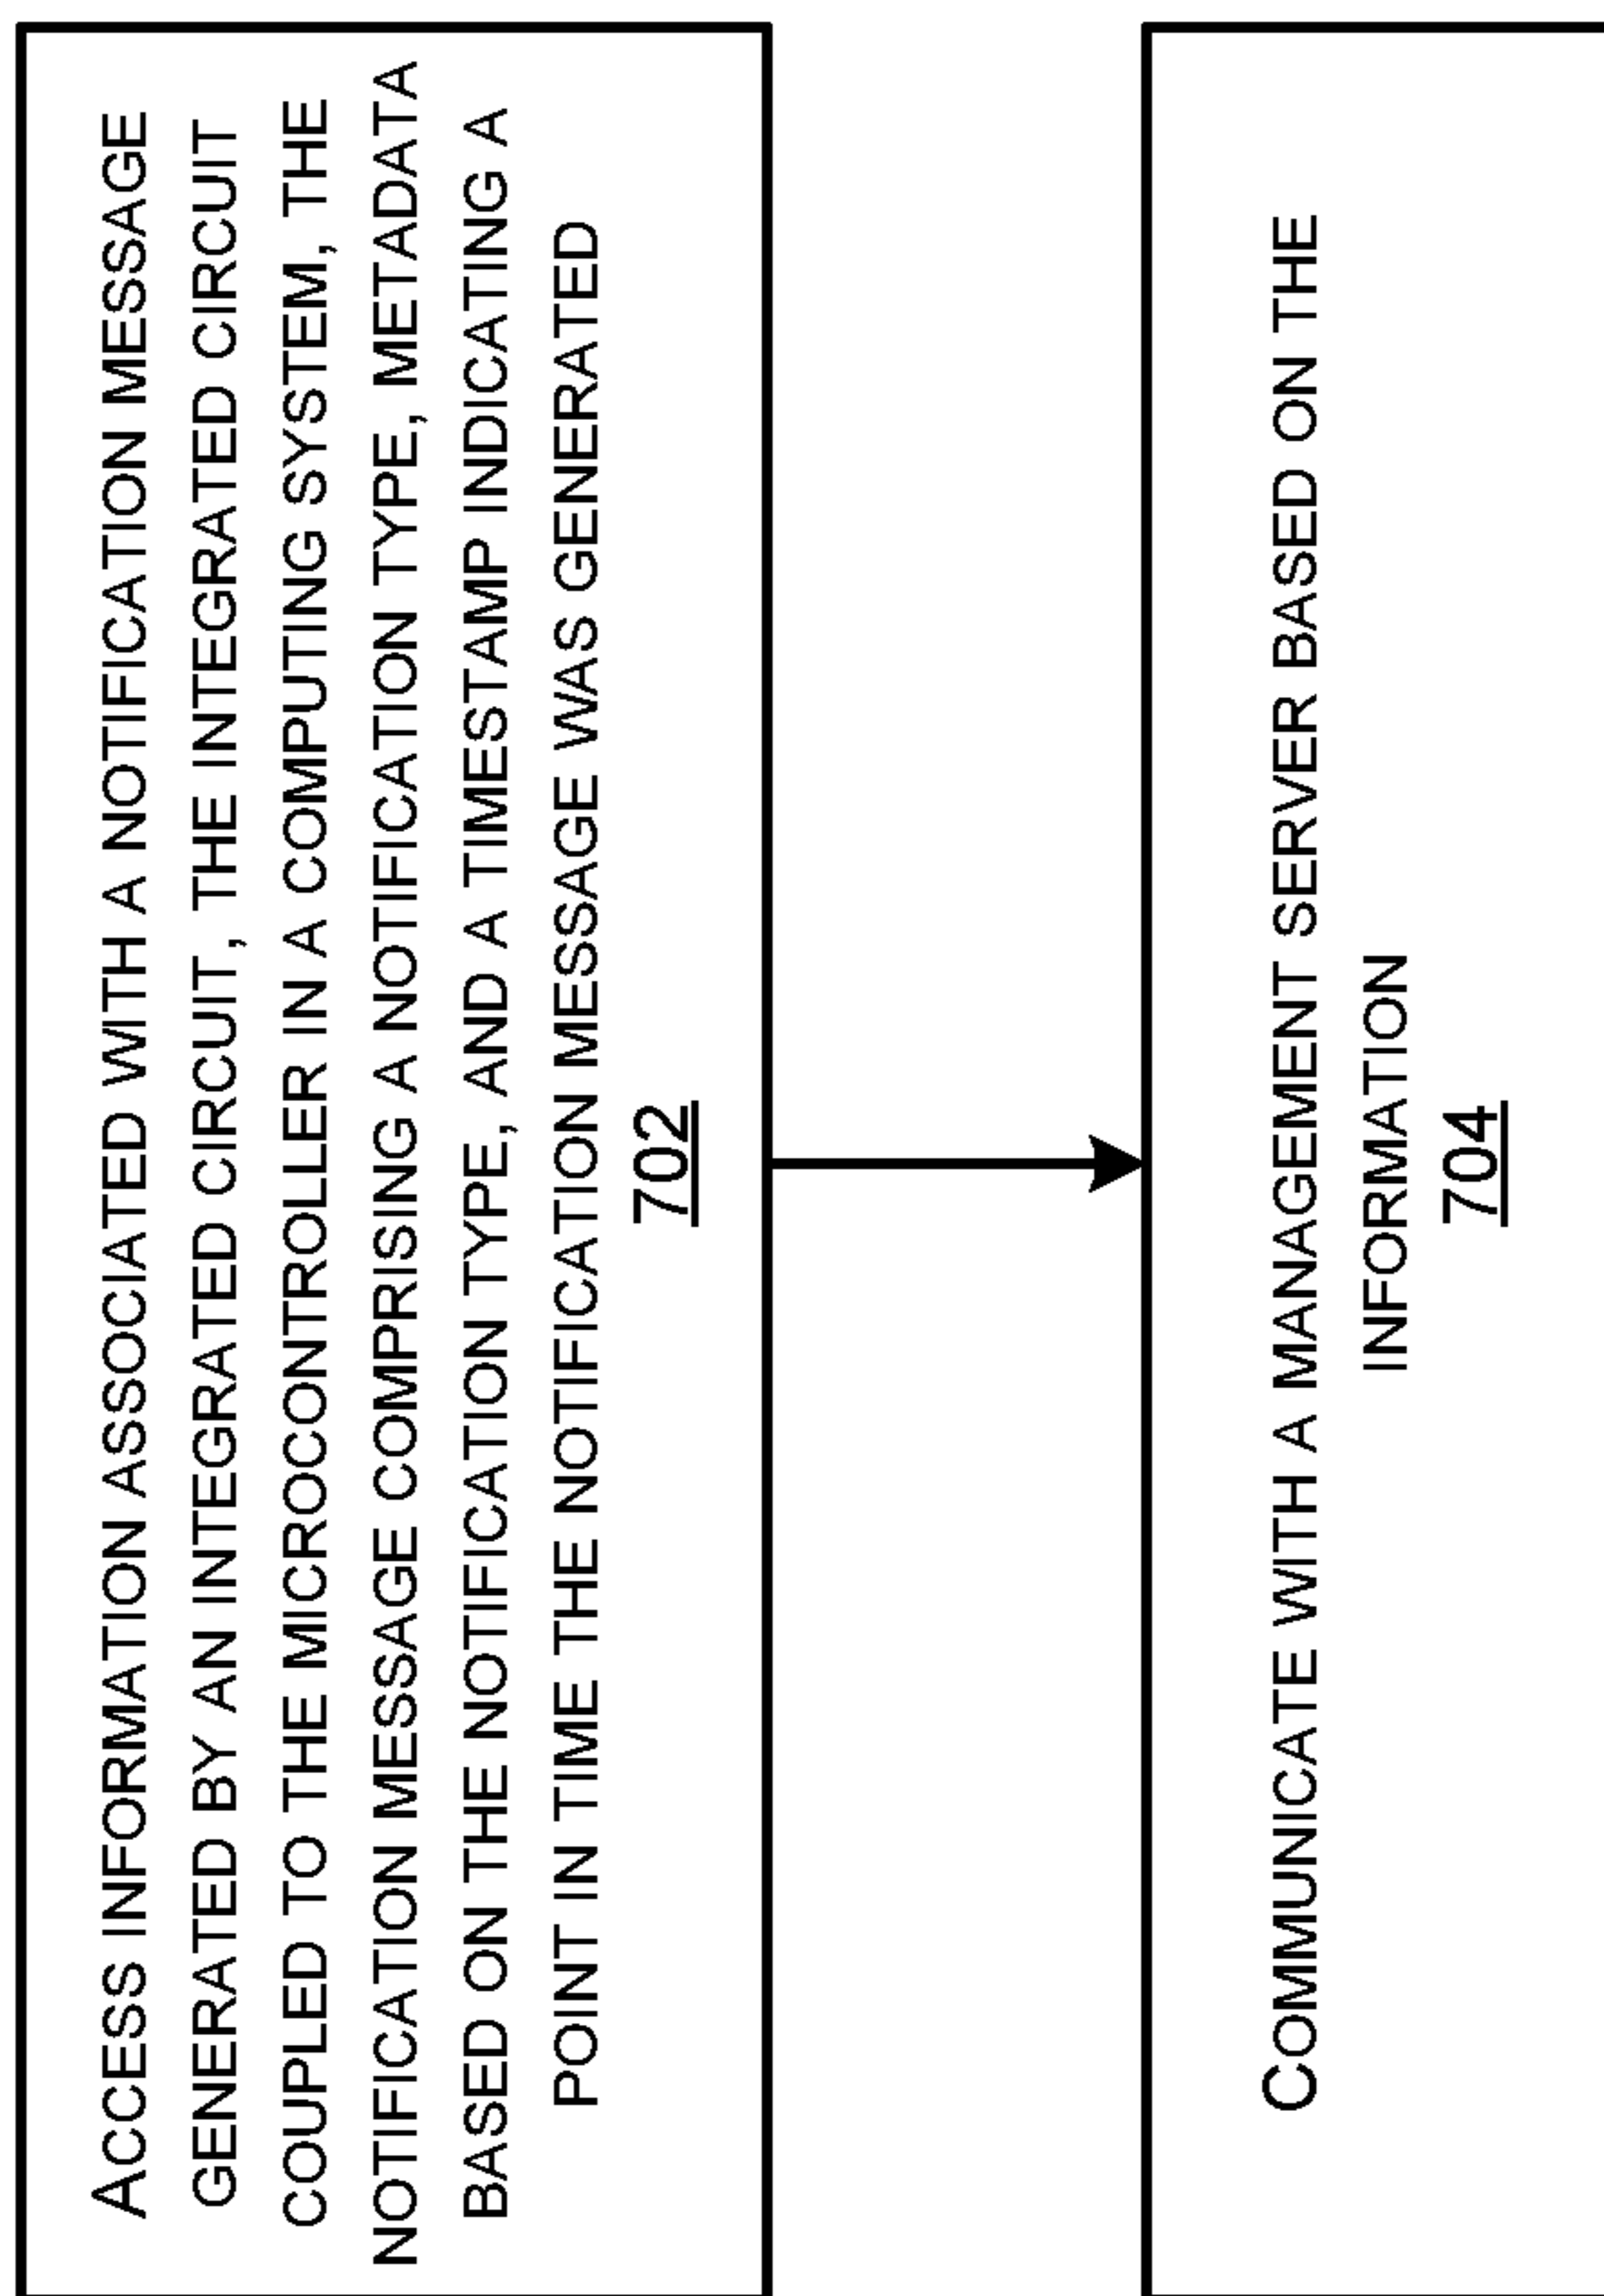 ACCESS INFORMATION ASSOCIATED WITH A NOTIFICATION MESSAGE
GENERATED BY AN INTEGRATED CIRCUIT, THE INTEGRATED CIRCUIT
COUPLED TO THE MICROCONTROLLER IN A COMPUTING SYSTEM, THE
NOTIFICATION MESSAGE COMPRISING A NOTIFICATION TYPE, METADATA
BASED ON THE NOTIFICATION TYPE, AND A TIMESTAMP INDICATING A
POINT IN TIME THE NOTIFICATION MESSAGE WAS GENERATED
702
COMMUNICATE WITH A MANAGEMENT SERVER BASED ON THE
INFORMATION
704